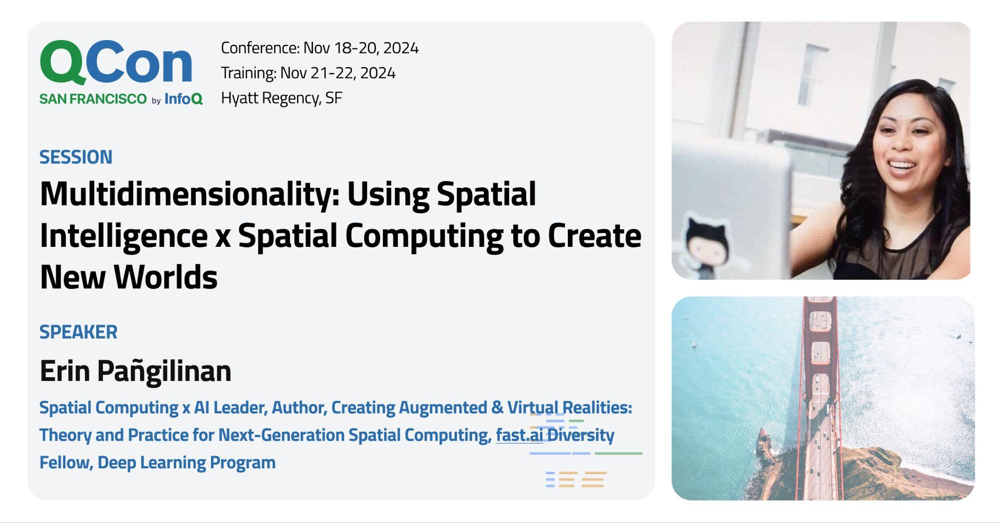 QCon
SAN FRANCISCO by InfoQ
Conference: Nov 18-20, 2024
Training: Nov 21-22, 2024
Hyatt Regency, SF
SESSION
Multidimensionality: Using Spatial
Intelligence x Spatial Computing to Create
New Worlds
SPEAKER
Erin Pañgilinan
Spatial Computing x AI Leader, Author, Creating Augmented & Virtual Realities:
Theory and Practice for Next-Generation Spatial Computing, fast.ai Diversity
Fellow, Deep Learning Program